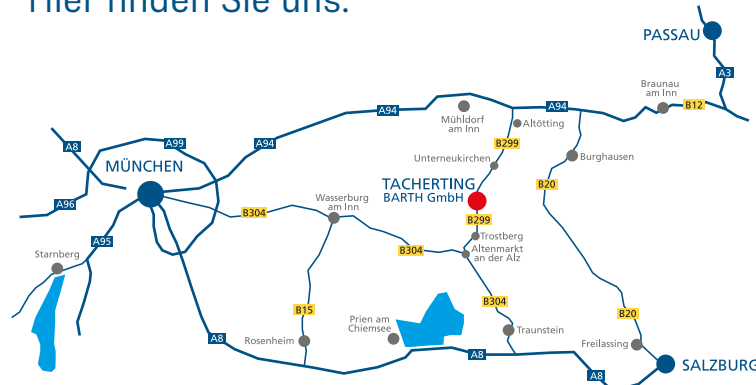 Hier finden Sie uns:
PASSAU
A3
Braunau
am Inn
B12
A94
A94
Mühldorf
am Inn
Altötting
A8
A99
A94
B299
MÜNCHEN
Unterneukirchen
Burghausen
TACHERTING
BARTH GmbH
B20
A96
Wasserburg
am Inn
B304
B299
Trostberg
A95
B304
Altenmarkt
an der Alz
Starnberg
B15
B304
B20
Prien am
Chiemsee
Traunstein
A8
Rosenheim
Freilassing
A8
SALZBURG
A8